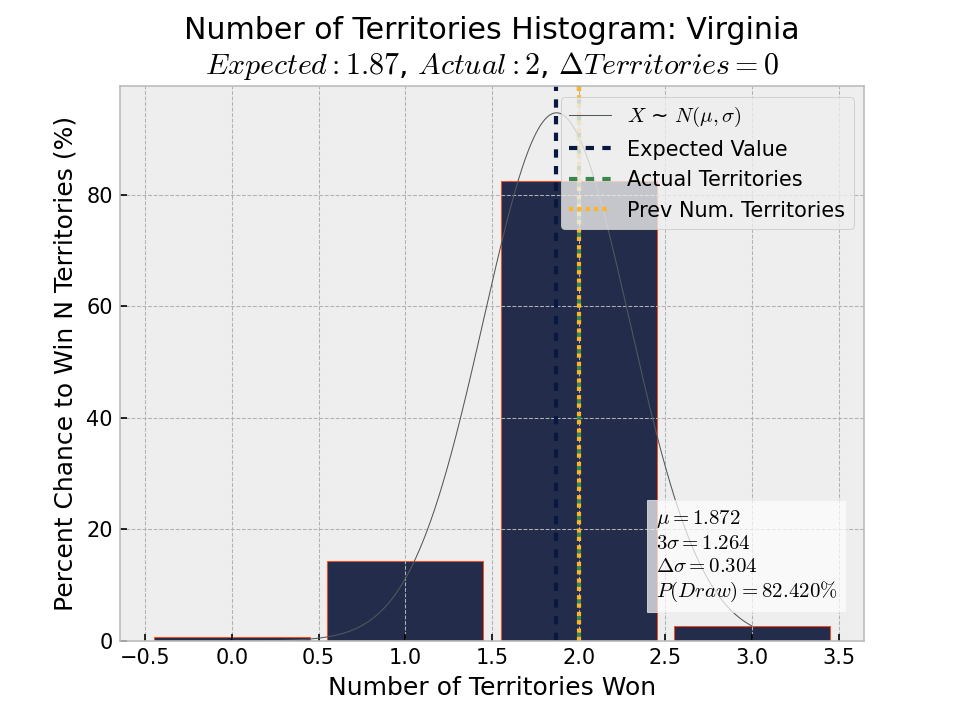 Number of Territories Histogram: Virginia
Expected : 1.87, Actual : 2, ΔTerritories = 0
X ~ N(μ, σ)
Expected Value
Actual Territories
Prev Num. Territories
Percent Chance to Win N Territories (%)
80
60
40
20
0
μ = 1.872
3σ = 1.264
Δσ = 0.304
P(Draw) = 82.420%
−0.5 0.0 0.5 1.0 1.5 2.0 2.5 3.0 3.5
Number of Territories Won